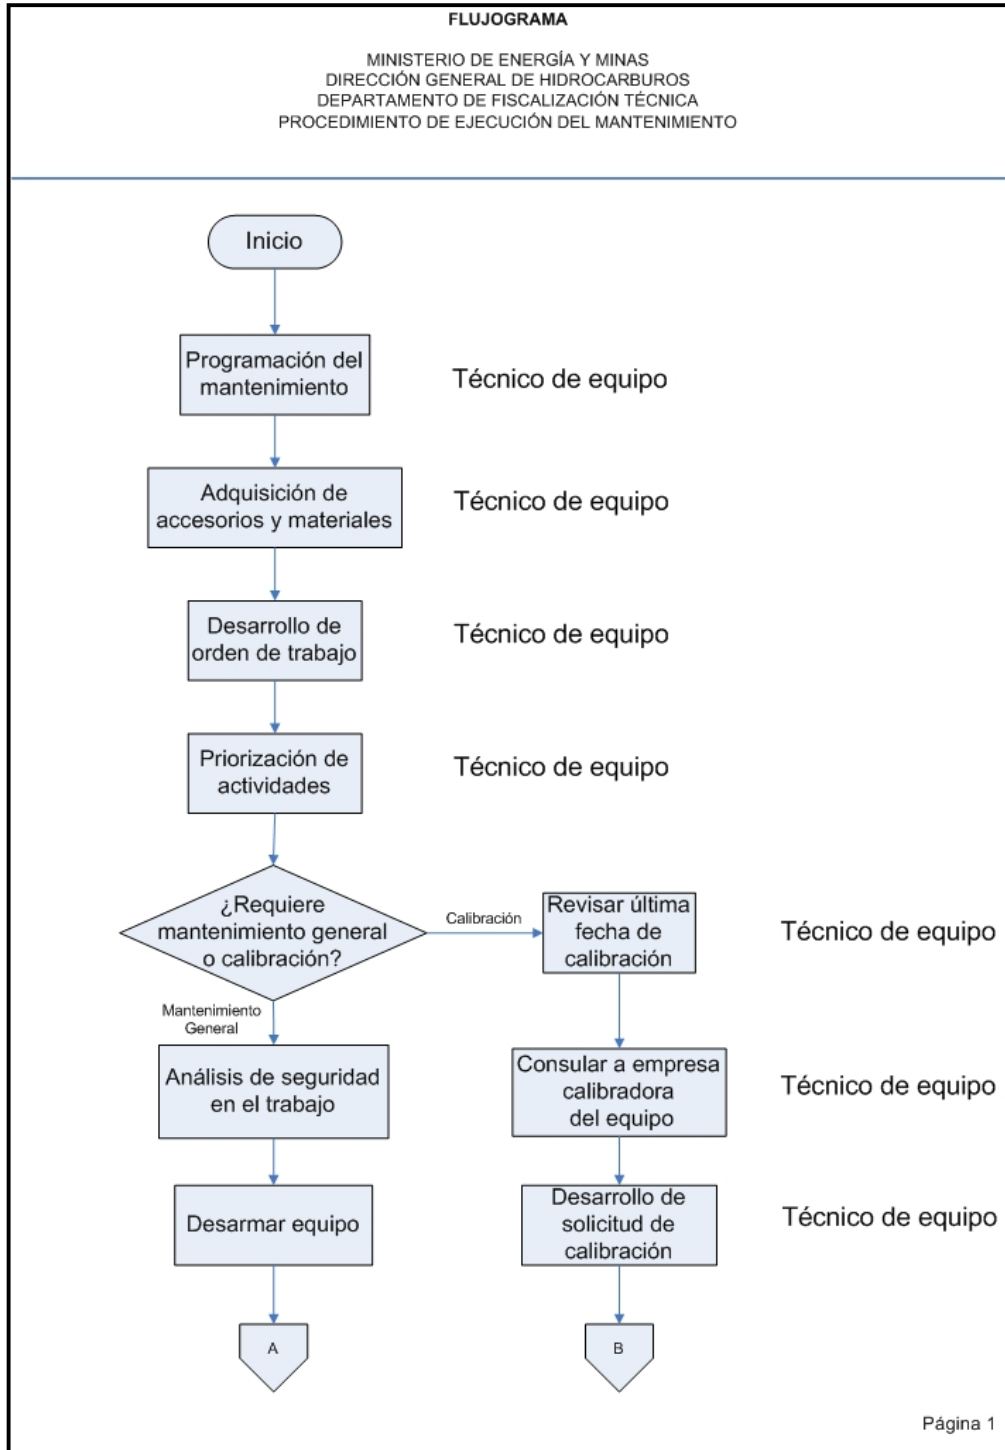 FLUJOGRAMA
MINISTERIO DE ENERGÍA Y MINAS
DIRECCIÓN GENERAL DE HIDROCARBUROS
DEPARTAMENTO DE FISCALIZACIÓN TÉCNICA
PROCEDIMIENTO DE EJECUCIÓN DEL MANTENIMIENTO
Inicio
Programación del
mantenimiento
Técnico de equipo
Adquisición de
accesorios y materiales
Técnico de equipo
Desarrollo de
orden de trabajo
Técnico de equipo
Priorización de
actividades
Técnico de equipo
¿Requiere
mantenimiento general
o calibración?
Calibración
Revisar última
fecha de
calibración
Técnico de equipo
Mantenimiento
General
Análisis de seguridad
en el trabajo
Consular a empresa
calibradora
del equipo
Técnico de equipo
Desarmar equipo
Desarrollo de
solicitud de
calibración
Técnico de equipo
A
B
Página 1